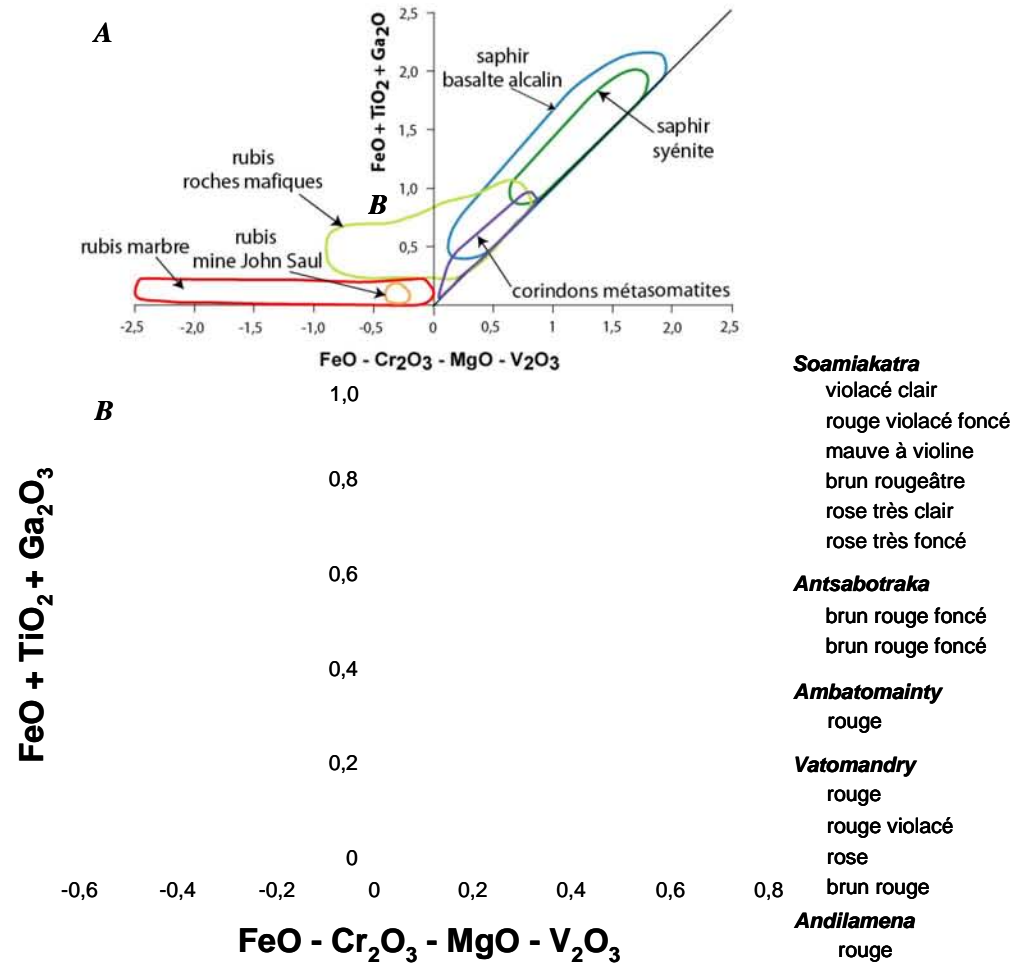 A
FeO + TiO2 + Ga2O
2,5
2,0
1,5
1,0
0,5
saphir
basalte alcalin
saphir
syénite
rubis
roches mafiques
B
rubis marbre
rubis
mine John Saul
corindons métasomatites
-2,5 -2,0 -1,5 -1,0 -0,5 0 0,5 1 1,5 2,0 2,5
FeO - Cr2O3 - MgO - V2O3
B
FeO + TiO2 + Ga2O3
1,0
0,8
0,6
0,4
0,2
0
-0,6 -0,4 -0,2 0 0,2 0,4 0,6 0,8
FeO - Cr2O3 - MgO - V2O3
Soamiakatra
violacé clair
rouge violacé foncé
mauve à violine
brun rougeâtre
rose très clair
rose très foncé
Antsabotraka
brun rouge foncé
brun rouge foncé
Ambatomainty
rouge
Vatomandry
rouge
rouge violacé
rose
brun rouge
Andilamena
rouge